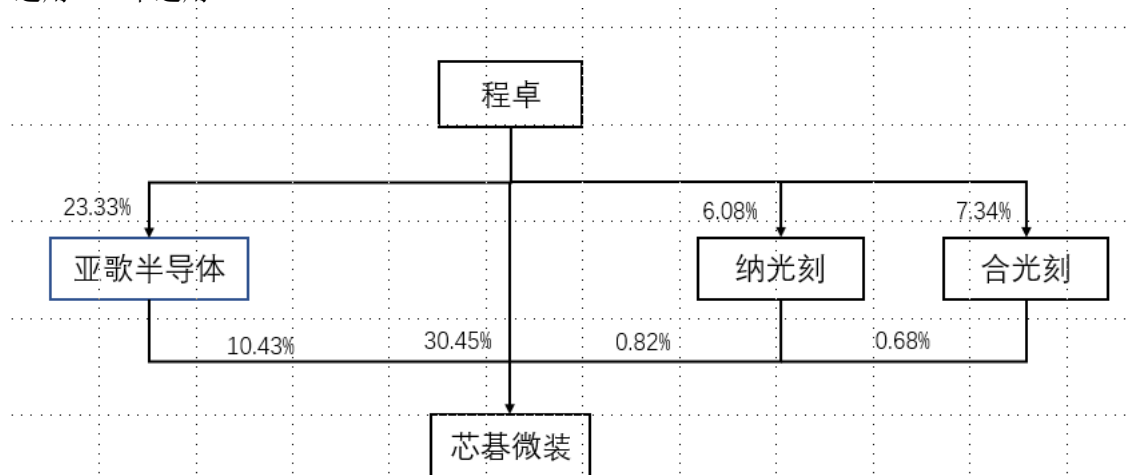 程卓
23.33%
6.08%
7.34%
亚歌半导体
纳光刻
合光刻
10.43%
30.45%
0.82%
0.68%
芯碁微装